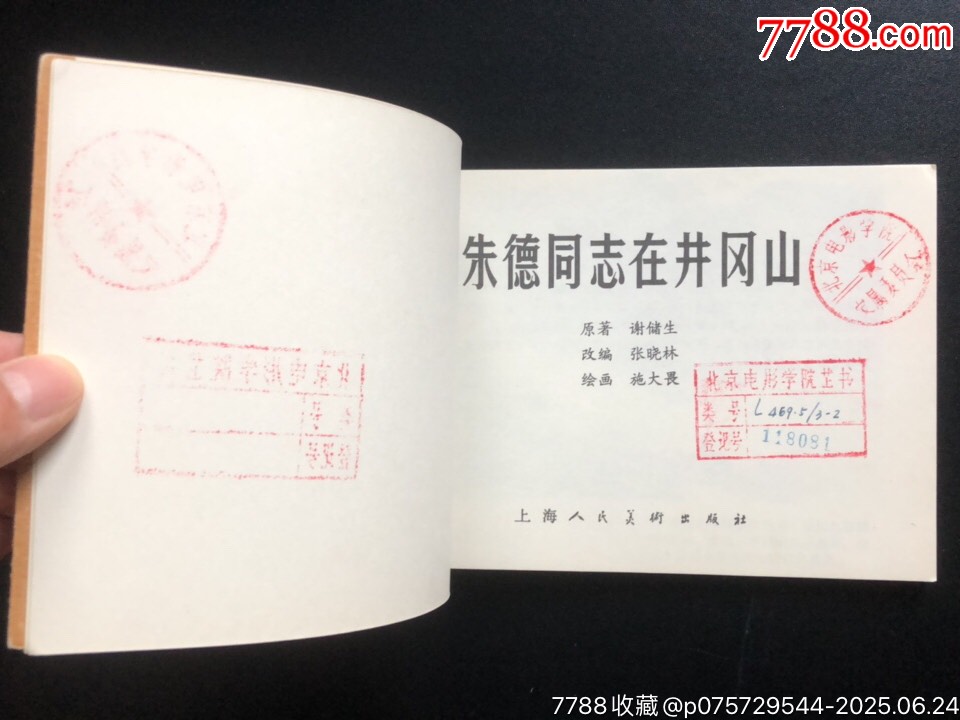 7788.com
朱德同志在井冈山
原著 谢储生
改编 张晓林
绘画 施大畏
北京电影学院
北京电影学院芷书
类号 L469.5/3-2
登记号 118081
上海人民美術出版社
7788收藏@p075729544-2025.06.24